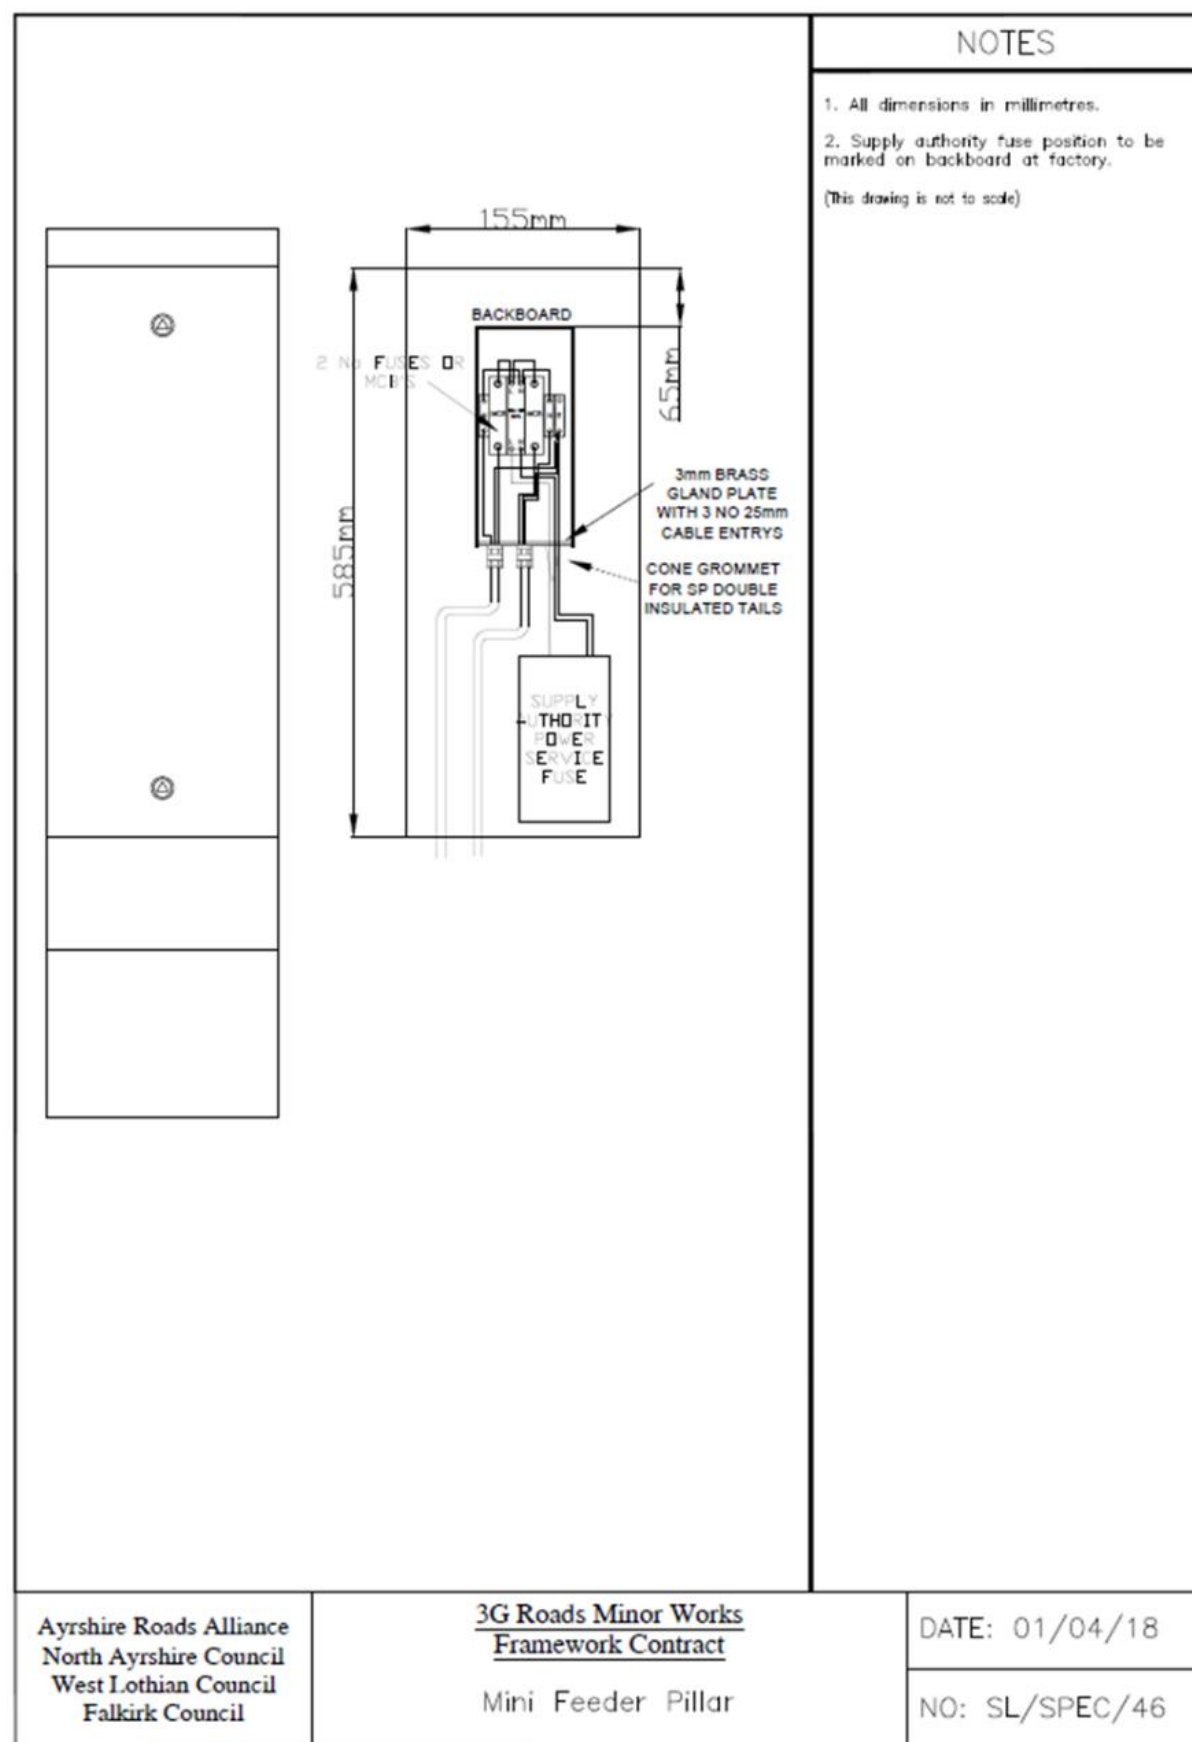 NOTES
1. All dimensions in millimetres.
2. Supply authority fuse position to be
marked on backboard at factory.
(This drawing is not to scale)
155mm
BACKBOARD
2 No FUSES OR
MCB'S
65mm
585mm
3mm BRASS
GLAND PLATE
WITH 3 NO 25mm
CABLE ENTRYS
CONE GROMMET
FOR SP DOUBLE
INSULATED TAILS
SUPPLY
AUTHORITY
POWER
SERVICE
FUSE
Ayrshire Roads Alliance
North Ayrshire Council
West Lothian Council
Falkirk Council
3G Roads Minor Works
Framework Contract
Mini Feeder Pillar
DATE: 01/04/18
NO: SL/SPEC/46